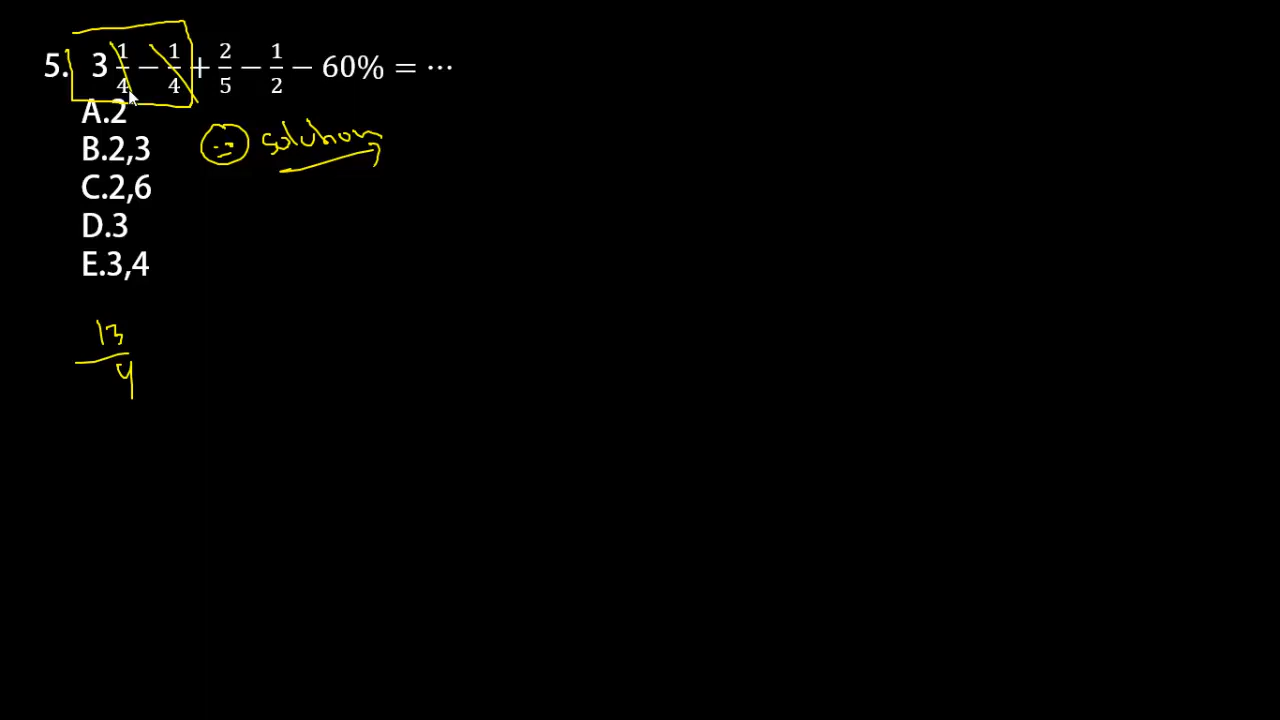 5. 3 1/4 − 1/4 + 2/5 − 1/2 − 60% = ⋯
A.2
B.2,3
solution
C.2,6
D.3
E.3,4
13
4